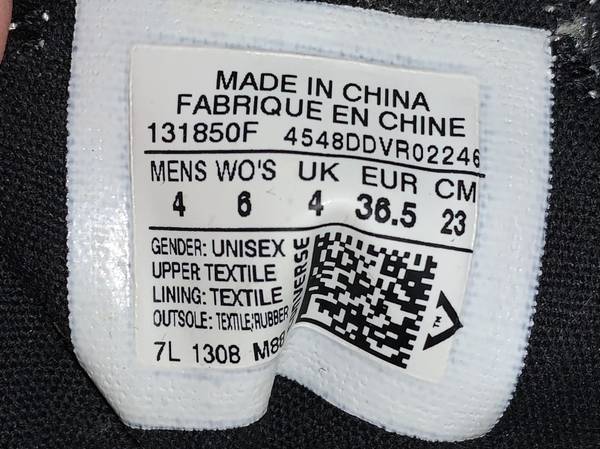 MADE IN CHINA
FABRIQUE EN CHINE
131850F 4548DDVR02246
MENS WO'S UK EUR CM
4 6 4 36.5 23
GENDER: UNISEX
UPPER TEXTILE
LINING: TEXTILE
OUTSOLE: TEXTILE/RUBBER
7L 1308